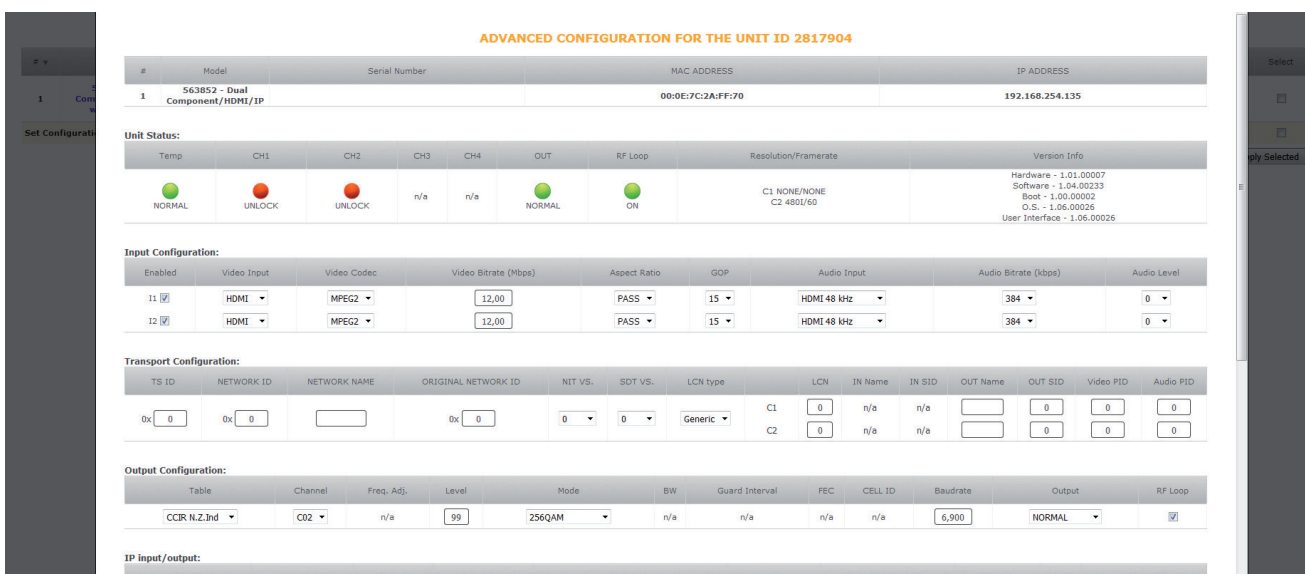 ADVANCED CONFIGURATION FOR THE UNIT ID 2817904
# Select
# Model Serial Number MAC ADDRESS IP ADDRESS
1 563852 - Dual Component/HDMI/IP 00:0E:7C:2A:FF:70 192.168.254.135
1 Com
Set Configurati
ply Selected
Unit Status:
Temp CH1 CH2 CH3 CH4 OUT RF Loop Resolution/Framerate Version Info
NORMAL UNLOCK UNLOCK n/a n/a NORMAL ON
C1 NONE/NONE
C2 480I/60
Hardware - 1.01.00007
Software - 1.04.00233
Boot - 1.00.00002
O.S. - 1.06.00026
User Interface - 1.06.00026
Input Configuration:
Enabled Video Input Video Codec Video Bitrate (Mbps) Aspect Ratio GOP Audio Input Audio Bitrate (kbps) Audio Level
I1 HDMI MPEG2 12,00 PASS 15 HDMI 48 kHz 384 0
I2 HDMI MPEG2 12,00 PASS 15 HDMI 48 kHz 384 0
Transport Configuration:
TS ID NETWORK ID NETWORK NAME ORIGINAL NETWORK ID NIT VS. SDT VS. LCN type LCN IN Name IN SID OUT Name OUT SID Video PID Audio PID
0x 0 0x 0 0x 0 0 0 Generic
C1 0 n/a n/a 0 0 0
C2 0 n/a n/a 0 0 0
Output Configuration:
Table Channel Freq. Adj. Level Mode BW Guard Interval FEC CELL ID Baudrate Output RF Loop
CCIR N.Z.Ind C02 n/a 99 256QAM n/a n/a n/a n/a 6,900 NORMAL
IP input/output: